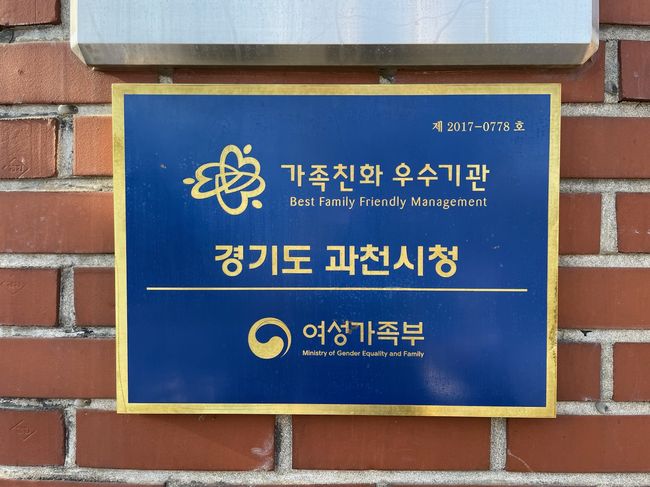 제 2017-0778 호
가족친화 우수기관
Best Family Friendly Management
경기도 과천시청
여성가족부
Ministry of Gender Equality and Family